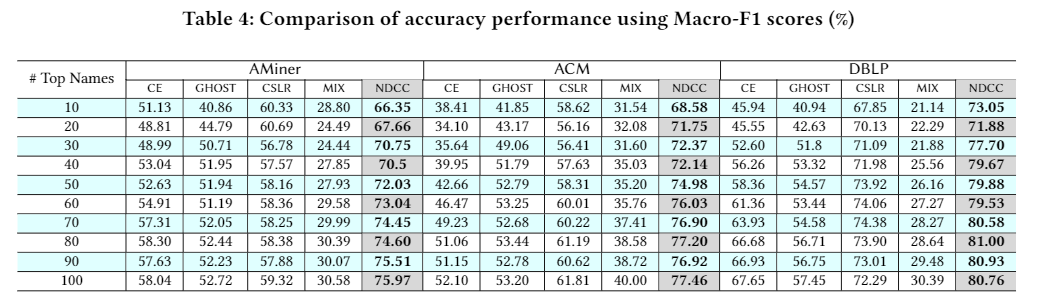 Table 4: Comparison of accuracy performance using Macro-F1 scores (%)
# Top Names AMiner ACM DBLP
CE GHOST CSLR MIX NDCC CE GHOST CSLR MIX NDCC CE GHOST CSLR MIX NDCC
10 51.13 40.86 60.33 28.80 66.35 38.41 41.85 58.62 31.54 68.58 45.94 40.94 67.85 21.14 73.05
20 48.81 44.79 60.69 24.49 67.66 34.10 43.17 56.16 32.08 71.75 45.55 42.63 70.13 22.29 71.88
30 48.99 50.71 56.78 24.44 70.75 35.64 49.06 56.41 31.60 72.37 52.60 51.8 71.09 21.88 77.70
40 53.04 51.95 57.57 27.85 70.5 39.95 51.79 57.63 35.03 72.14 56.26 53.32 71.98 25.56 79.67
50 52.63 51.94 58.16 27.93 72.03 42.66 52.79 58.31 35.20 74.98 58.36 54.57 73.92 26.16 79.88
60 54.91 51.19 58.36 29.58 73.04 46.47 53.25 60.01 35.76 76.03 61.36 53.44 74.06 27.27 79.53
70 57.31 52.05 58.25 29.99 74.45 49.23 52.68 60.22 37.41 76.90 63.93 54.58 74.38 28.27 80.58
80 58.30 52.44 58.38 30.39 74.60 51.06 53.44 61.19 38.58 77.20 66.68 56.71 73.90 28.64 81.00
90 57.63 52.23 57.88 30.07 75.51 51.15 52.78 60.62 38.72 76.92 66.93 56.75 73.01 29.48 80.93
100 58.04 52.72 59.32 30.58 75.97 52.10 53.20 61.81 40.00 77.46 67.65 57.45 72.29 30.39 80.76